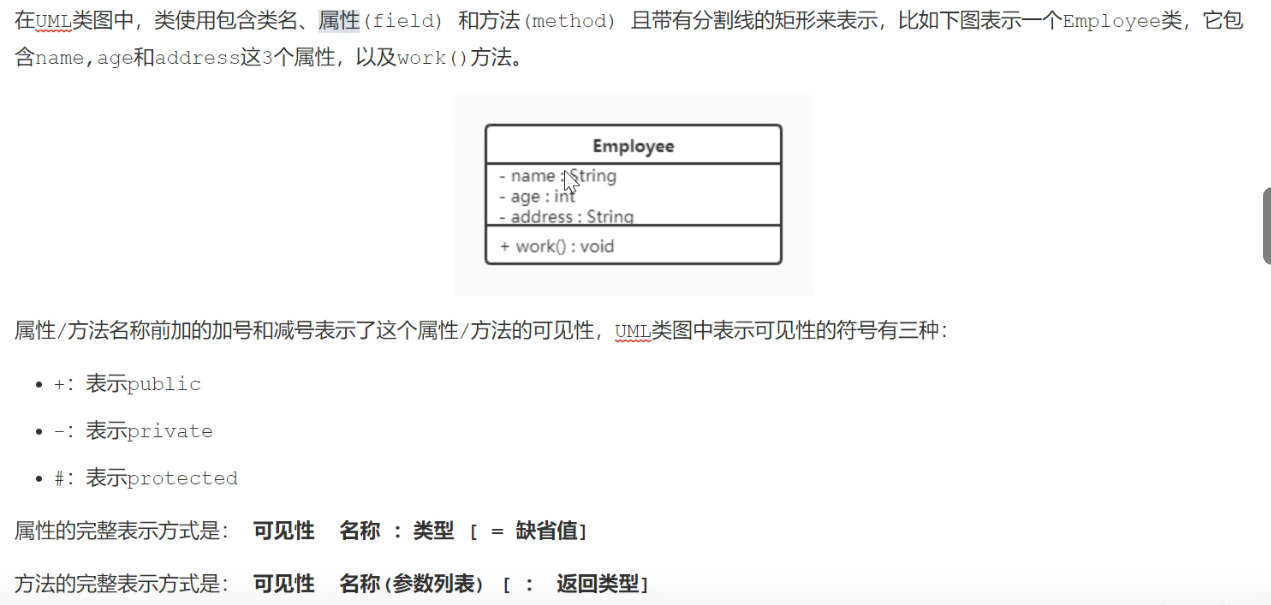 在UML类图中，类使用包含类名、属性(field) 和方法(method) 且带有分割线的矩形来表示，比如下图表示一个Employee类，它包
含name,age和address这3个属性，以及work()方法。
Employee
- name : String
- age : int
- address : String
+ work() : void
属性/方法名称前加的加号和减号表示了这个属性/方法的可见性，UML类图中表示可见性的符号有三种：
• +：表示public
• -：表示private
• #：表示protected
属性的完整表示方式是： 可见性 名称 ：类型 [ = 缺省值]
方法的完整表示方式是： 可见性 名称(参数列表) [ ： 返回类型]